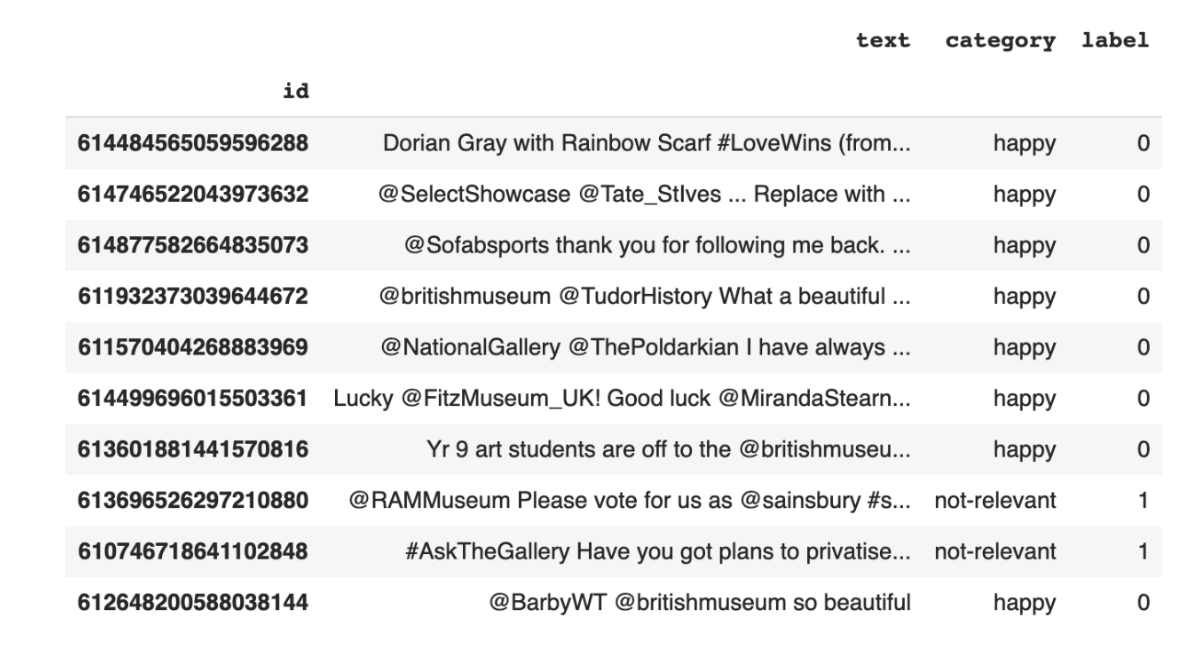 text category label
id
614484565059596288 Dorian Gray with Rainbow Scarf #LoveWins (from... happy 0
614746522043973632 @SelectShowcase @Tate_StIves ... Replace with ... happy 0
614877582664835073 @Sofabsports thank you for following me back. ... happy 0
611932373039644672 @britishmuseum @TudorHistory What a beautiful ... happy 0
611570404268883969 @NationalGallery @ThePoldarkian I have always ... happy 0
614499696015503361 Lucky @FitzMuseum_UK! Good luck @MirandaStearn... happy 0
613601881441570816 Yr 9 art students are off to the @britishmuseu... happy 0
613696526297210880 @RAMMuseum Please vote for us as @sainsbury #s... not-relevant 1
610746718641102848 #AskTheGallery Have you got plans to privatise... not-relevant 1
612648200588038144 @BarbyWT @britishmuseum so beautiful happy 0